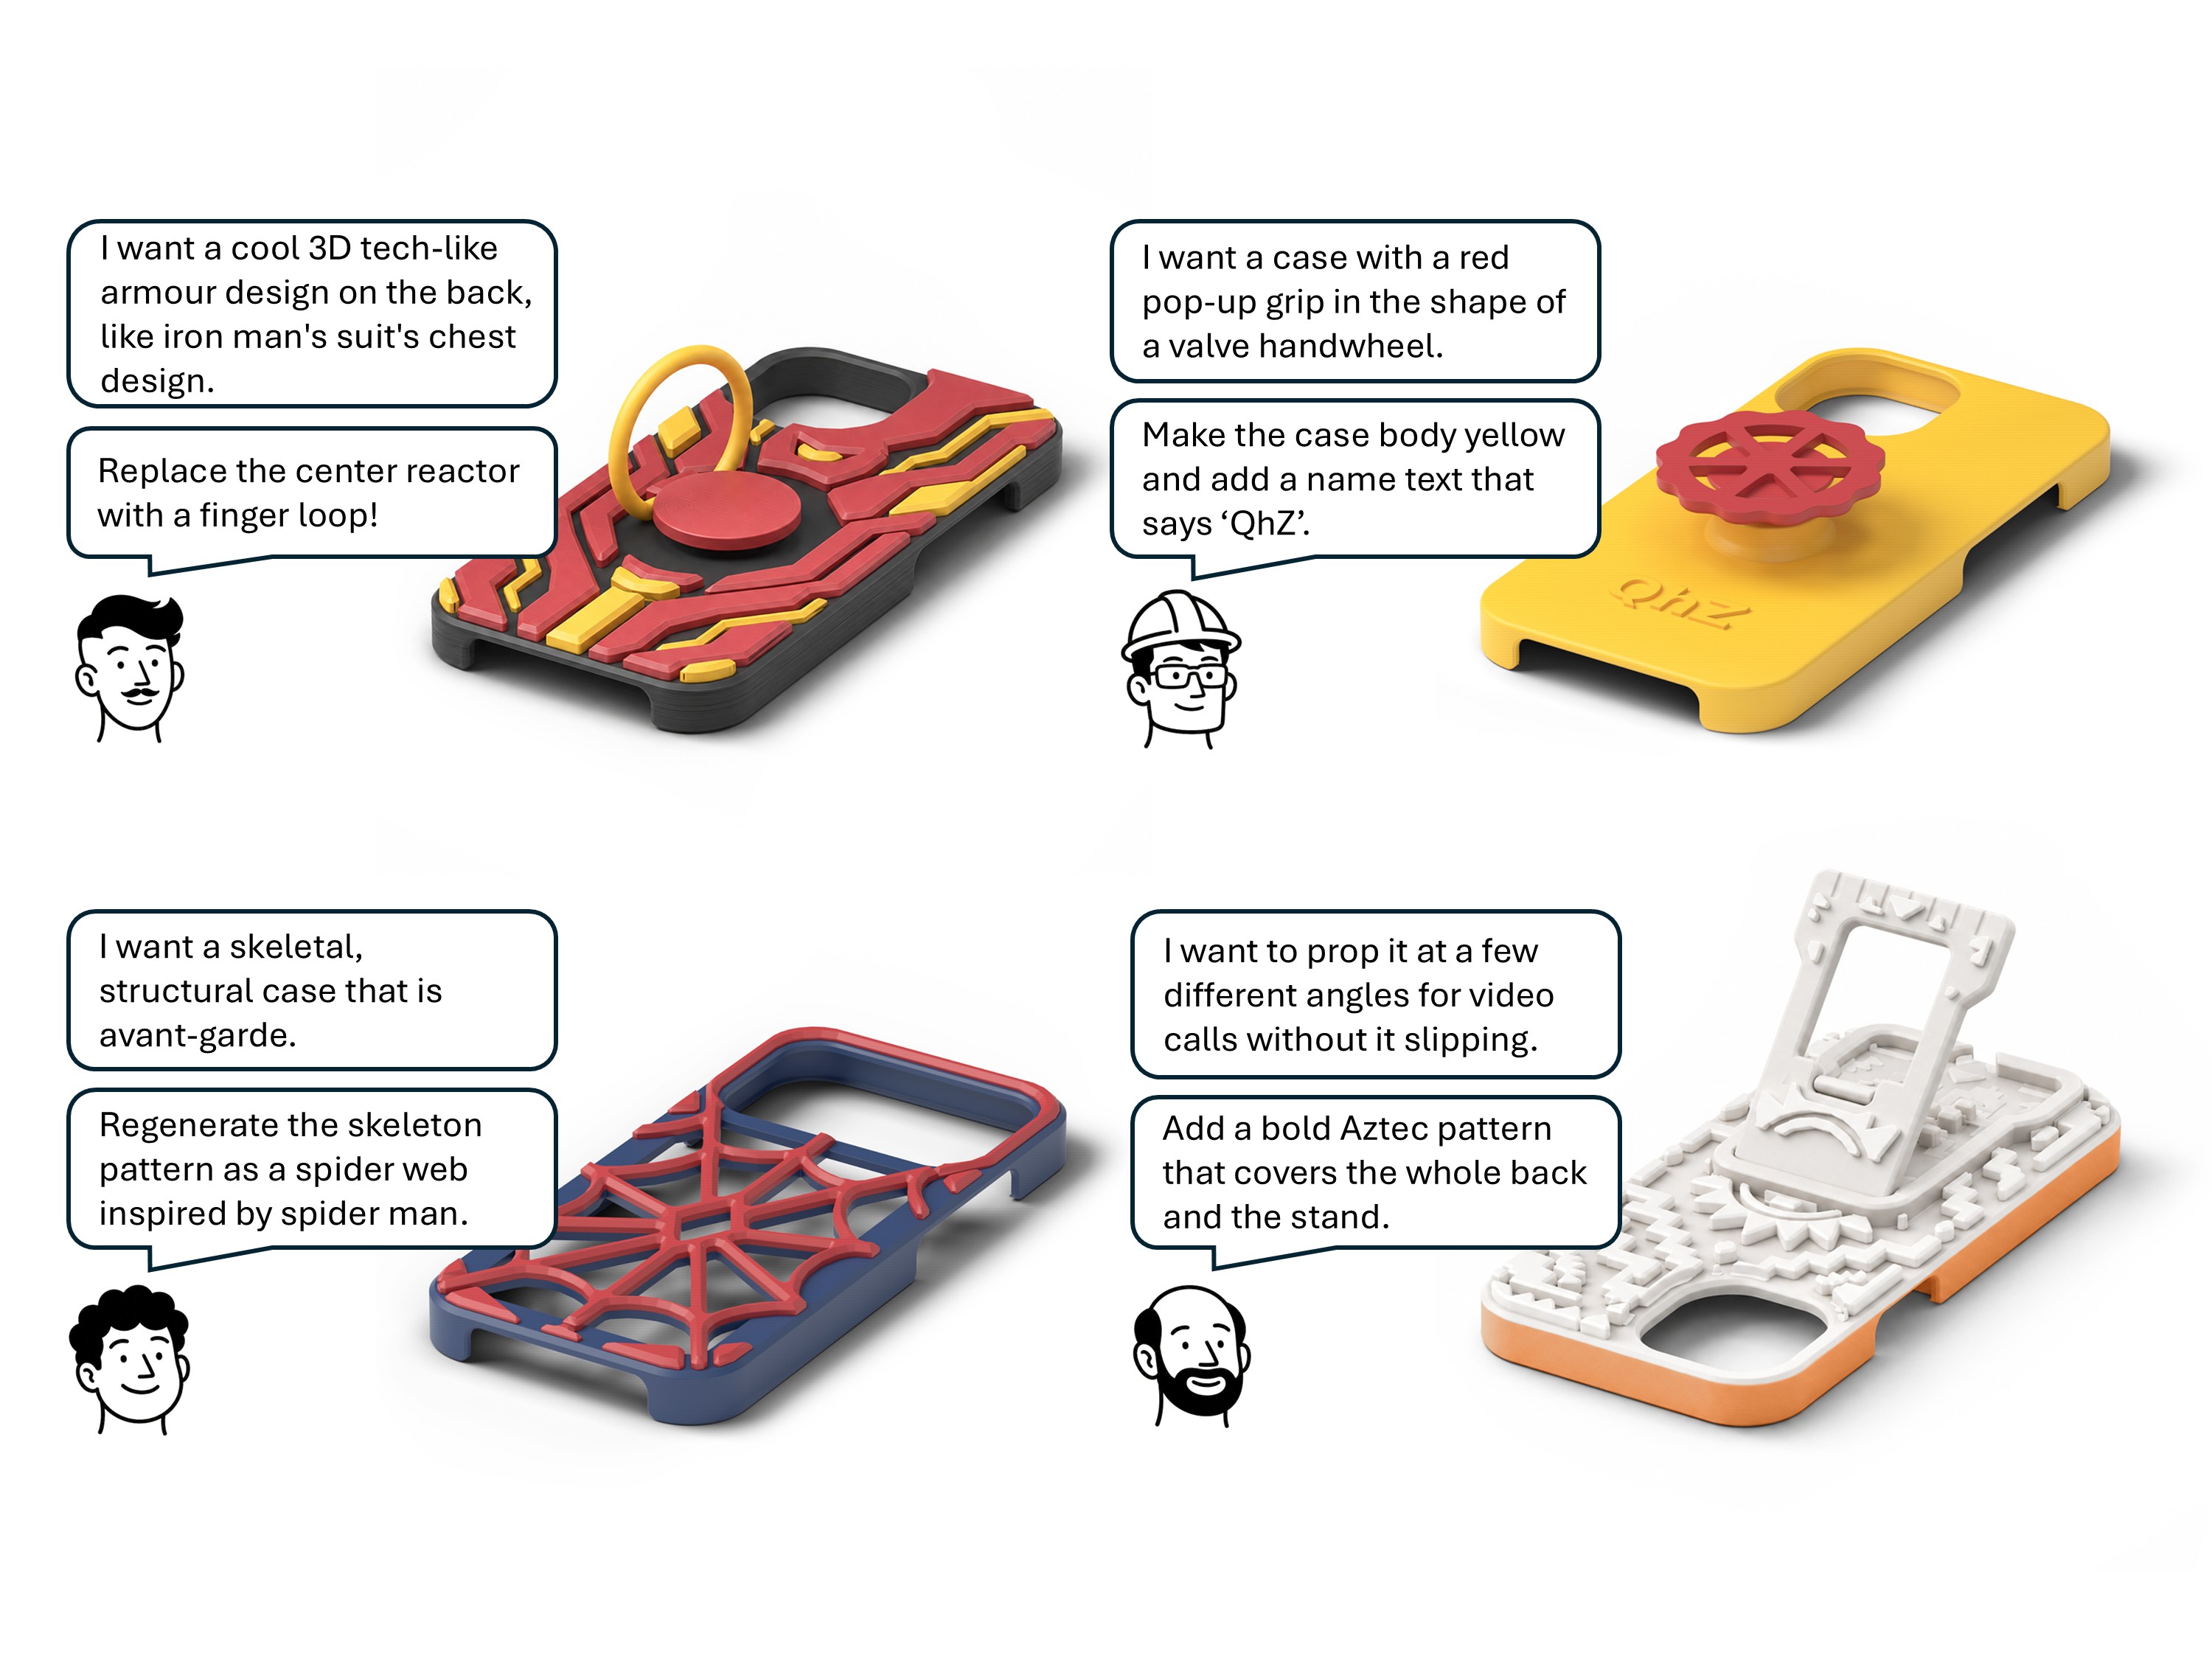 I want a cool 3D tech-like
armour design on the back,
like iron man's suit's chest
design.
Replace the center reactor
with a finger loop!
I want a case with a red
pop-up grip in the shape of
a valve handwheel.
Make the case body yellow
and add a name text that
says ‘QhZ’.
QhZ
I want a skeletal,
structural case that is
avant-garde.
Regenerate the skeleton
pattern as a spider web
inspired by spider man.
I want to prop it at a few
different angles for video
calls without it slipping.
Add a bold Aztec pattern
that covers the whole back
and the stand.